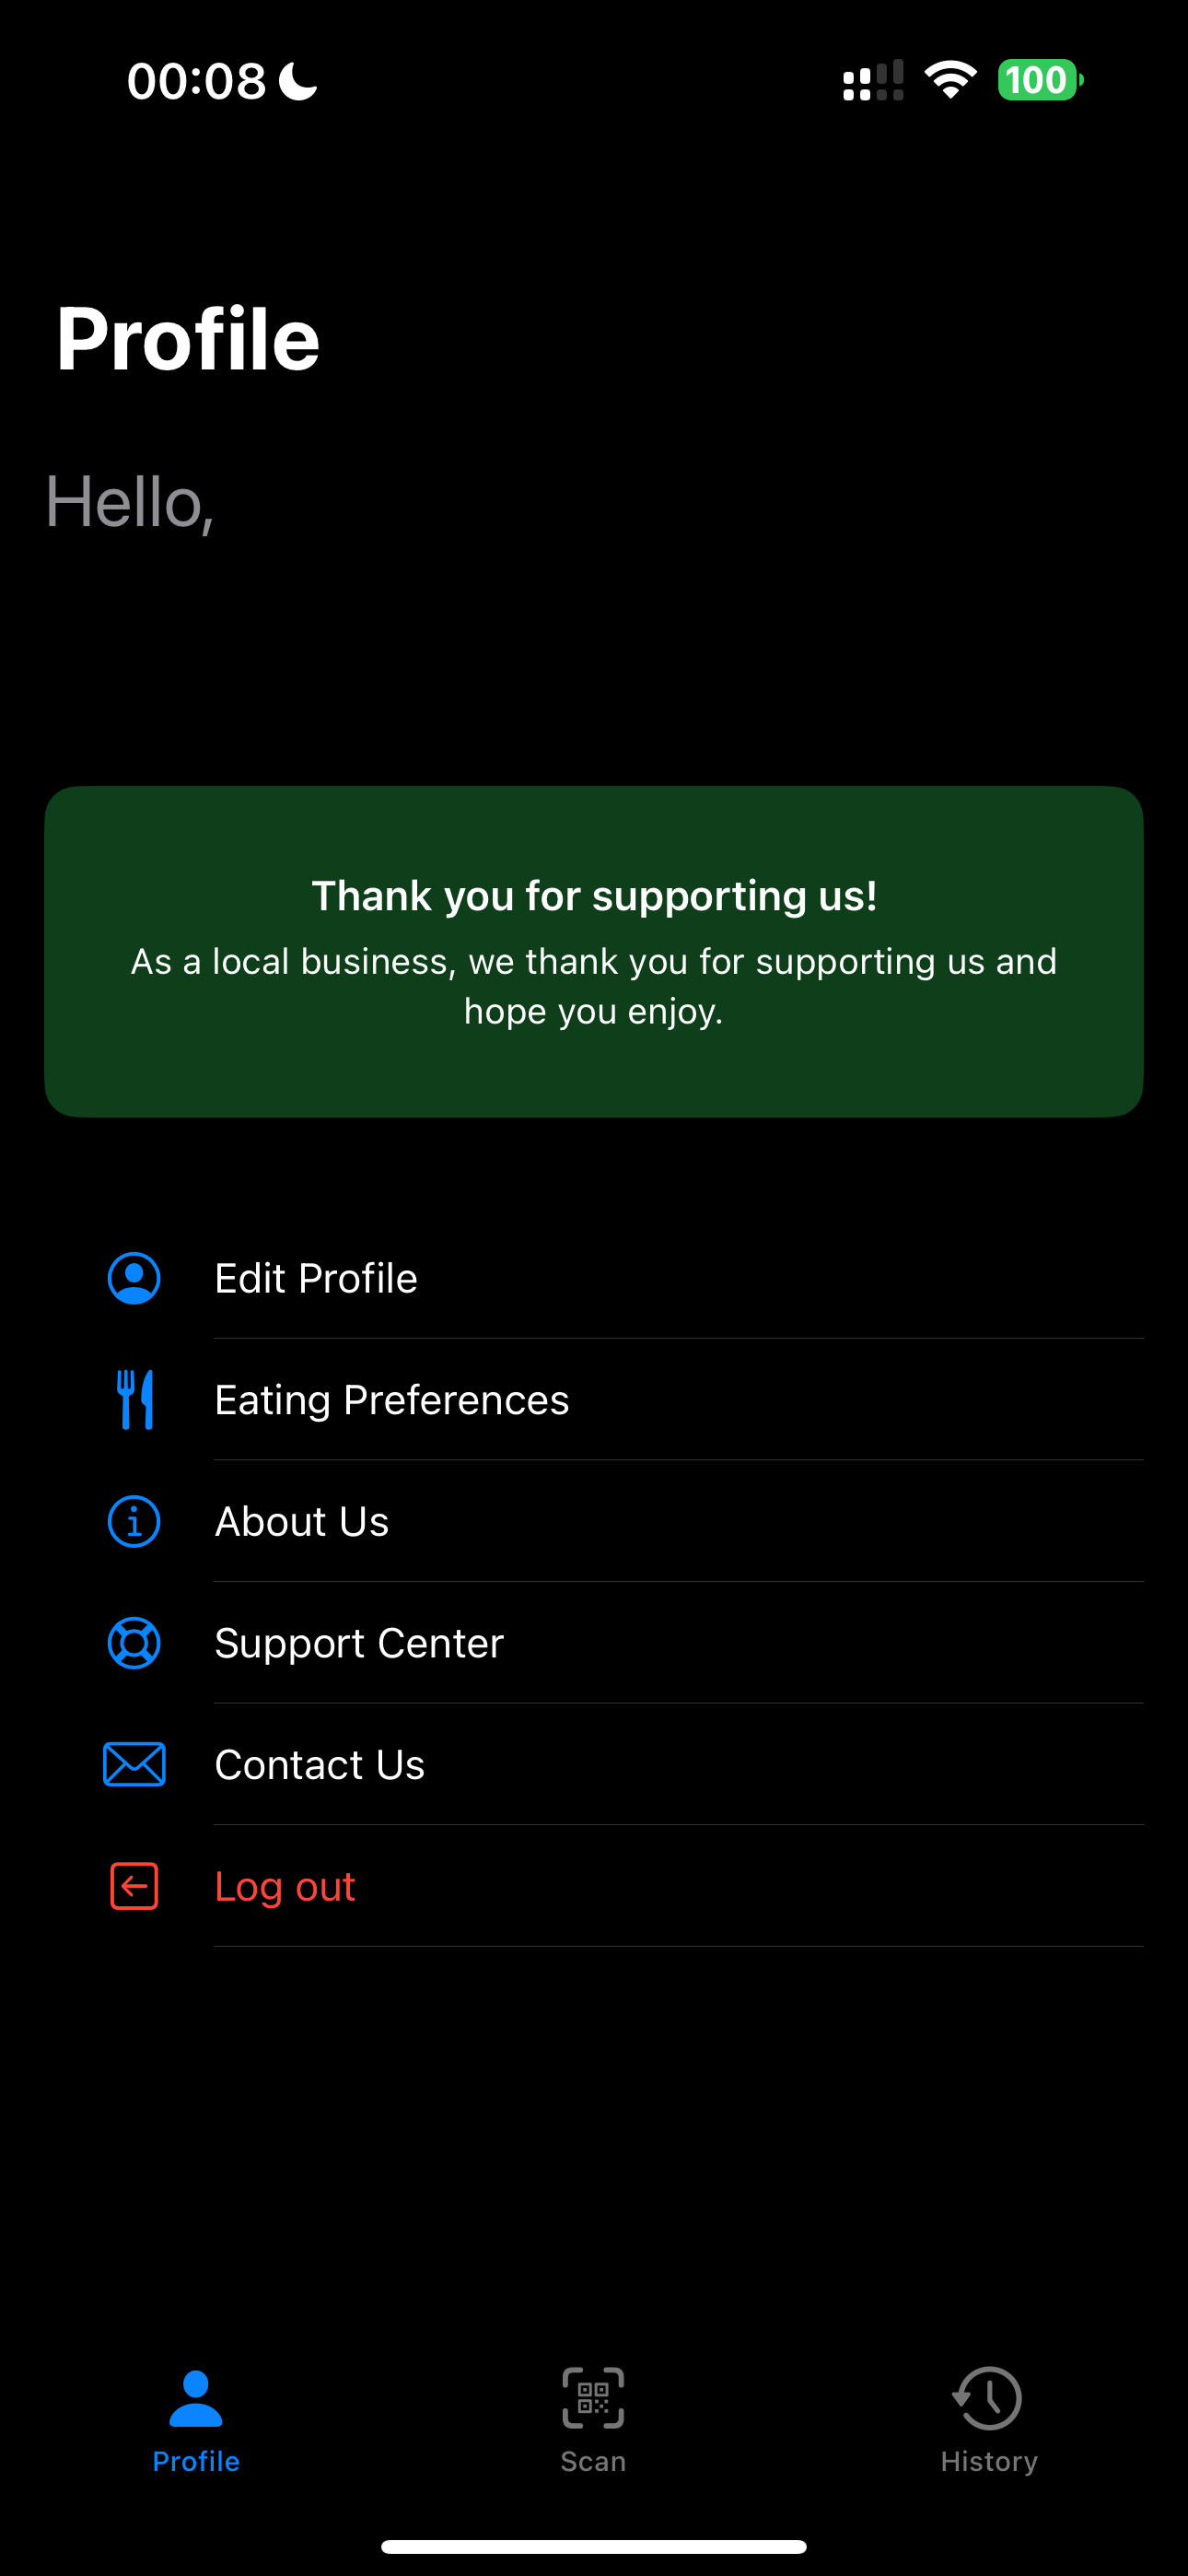 00:08
100
Profile
Hello,
Thank you for supporting us!
As a local business, we thank you for supporting us and
hope you enjoy.
Edit Profile
Eating Preferences
About Us
Support Center
Contact Us
Log out
Profile
Scan
History